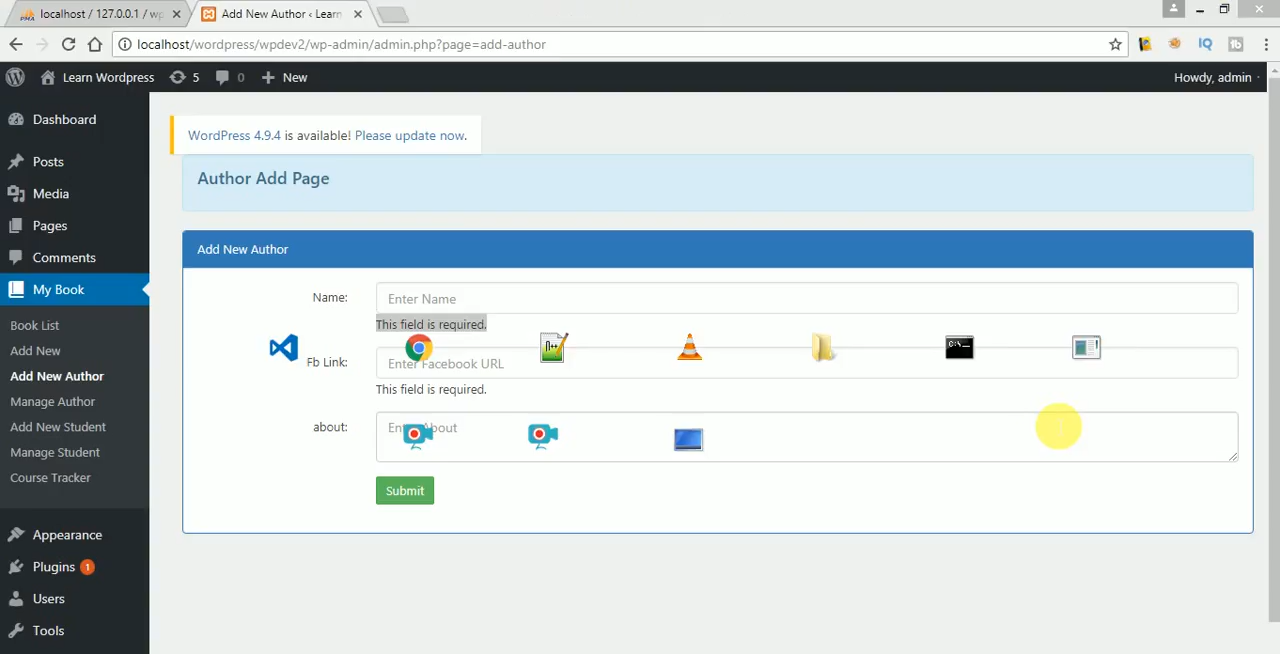 localhost / 127.0.0.1 / wp
Add New Author ‹ Learn
localhost/wordpress/wpdev2/wp-admin/admin.php?page=add-author
Learn Wordpress 5 0 New Howdy, admin
Dashboard
Posts
Media
Pages
Comments
My Book
Book List
Add New
Add New Author
Manage Author
Add New Student
Manage Student
Course Tracker
Appearance
Plugins 1
Users
Tools
WordPress 4.9.4 is available! Please update now.
Author Add Page
Add New Author
Name: Enter Name
This field is required.
Fb Link: Enter Facebook URL
This field is required.
about: Enter About
Submit